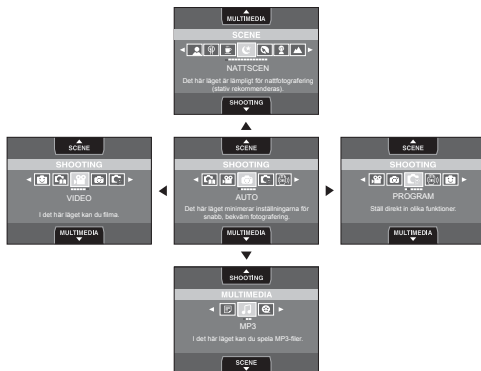 MULTIMEDIA
SCENE
NATTSCEN
Det här läget är lämpligt för nattfotografering
(stativ rekommenderas).
SHOOTING
SCENE
SHOOTING
VIDEO
I det här läget kan du filma.
MULTIMEDIA
SCENE
SHOOTING
AUTO
Det här läget minimerar inställningarna för
snabb, bekväm fotografering.
MULTIMEDIA
SCENE
SHOOTING
PROGRAM
Ställ direkt in olika funktioner.
MULTIMEDIA
SHOOTING
MULTIMEDIA
MP3
I det här läget kan du spela MP3-filer.
SCENE